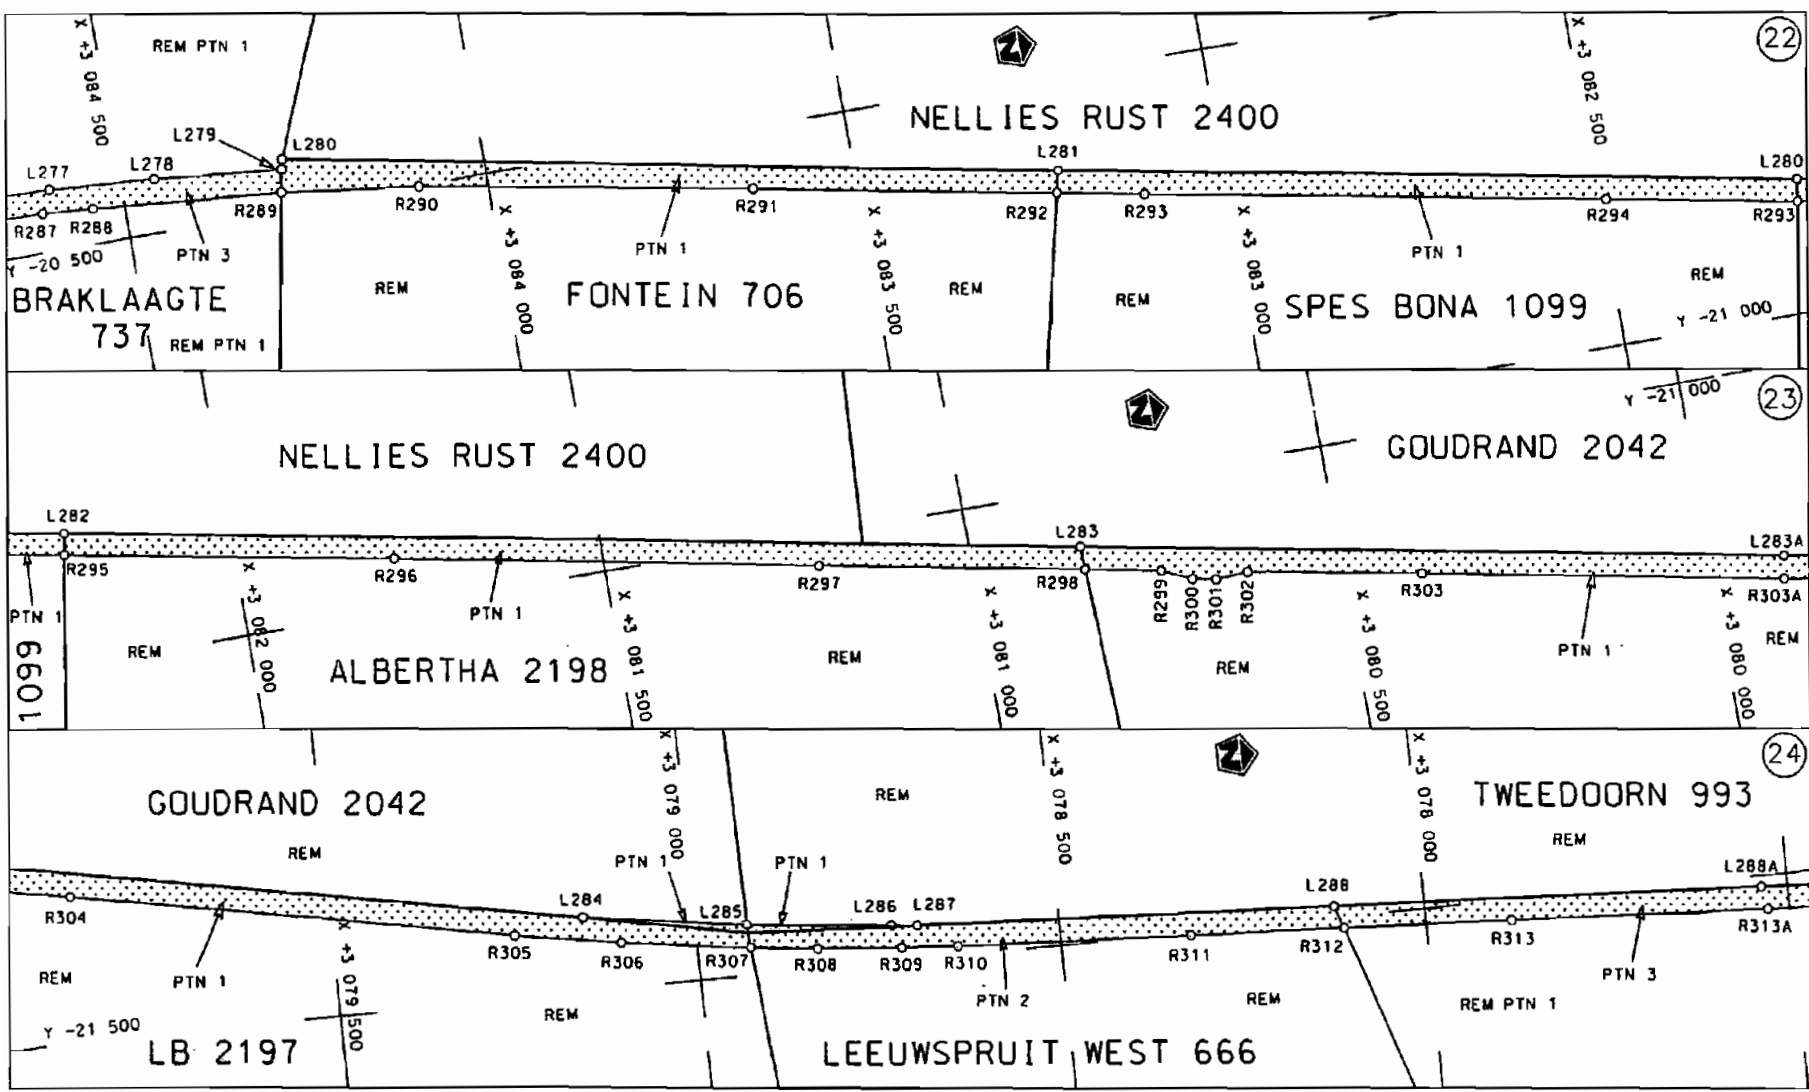 X +3 084 500
REM PTN 1
X +3 082 500
22
NELLIES RUST 2400
L277
L278
L279
L280
L281
L280
R287
R288
R289
R290
R291
R292
R293
R294
R293
Y -20 500
PTN 3
X +3 084 000
PTN 1
X +3 083 500
X +3 083 000
PTN 1
BRAKLAAGTE
737
REM PTN 1
REM
FONTEIN 706
REM
REM
SPES BONA 1099
REM
Y -21 000
Y -21 000
23
NELLIES RUST 2400
GOUDRAND 2042
L282
L283
L283A
R295
R296
R297
R298
R299
R300
R301
R302
R303
R303A
PTN 1
1099
REM
X +3 082 000
PTN 1
ALBERTHA 2198
X +3 081 500
REM
X +3 081 000
REM
X +3 080 500
PTN 1
X +3 080 000
REM
X +3 079 000
X +3 078 500
X +3 078 000
24
GOUDRAND 2042
REM
REM
TWEEDOORN 993
REM
PTN 1
PTN 1
L284
L285
L286
L287
L288
L288A
R304
R305
R306
R307
R308
R309
R310
R311
R312
R313
R313A
REM
PTN 1
X +3 079 500
REM
PTN 2
REM
REM PTN 1
PTN 3
Y -21 500
LB 2197
LEEUWSPRUIT WEST 666